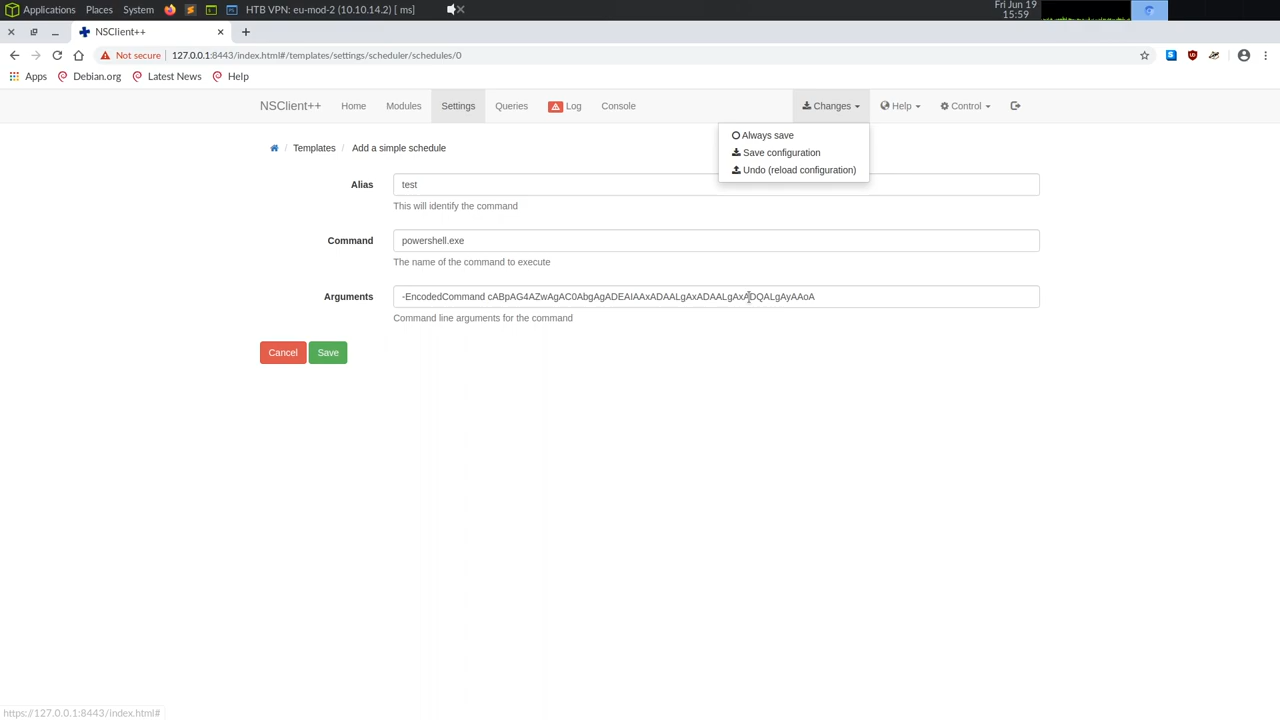 Applications Places System HTB VPN: eu-mod-2 (10.10.14.2) [ ms] Fri Jun 19
15:59
NSClient++
Not secure 127.0.0.1:8443/index.html#/templates/settings/scheduler/schedules/0
Apps Debian.org Latest News Help
NSClient++ Home Modules Settings Queries Log Console Changes Help Control
Always save
Save configuration
Undo (reload configuration)
Templates / Add a simple schedule
Alias test
This will identify the command
Command powershell.exe
The name of the command to execute
Arguments -EncodedCommand cABpAG4AZwAgAC0AbgAgADEAIAAxADAALgAxADAALgAxADQALgAyAAoA
Command line arguments for the command
Cancel Save
https://127.0.0.1:8443/index.html#